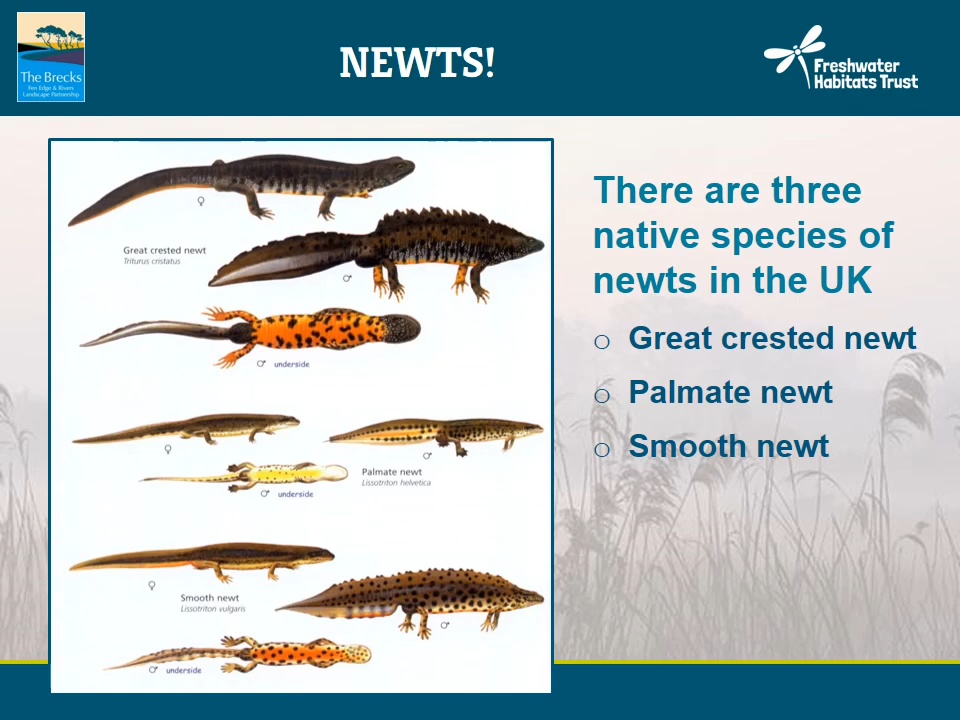 The Brecks
Fen Edge & Rivers
Landscape Partnership
NEWTS!
Freshwater
Habitats Trust
♀
Great crested newt
Triturus cristatus
♂
♂ underside
♀
♂
Palmate newt
Lissotriton helvetica
♂ underside
♀
Smooth newt
Lissotriton vulgaris
♂
♂ underside
There are three
native species of
newts in the UK
o Great crested newt
o Palmate newt
o Smooth newt